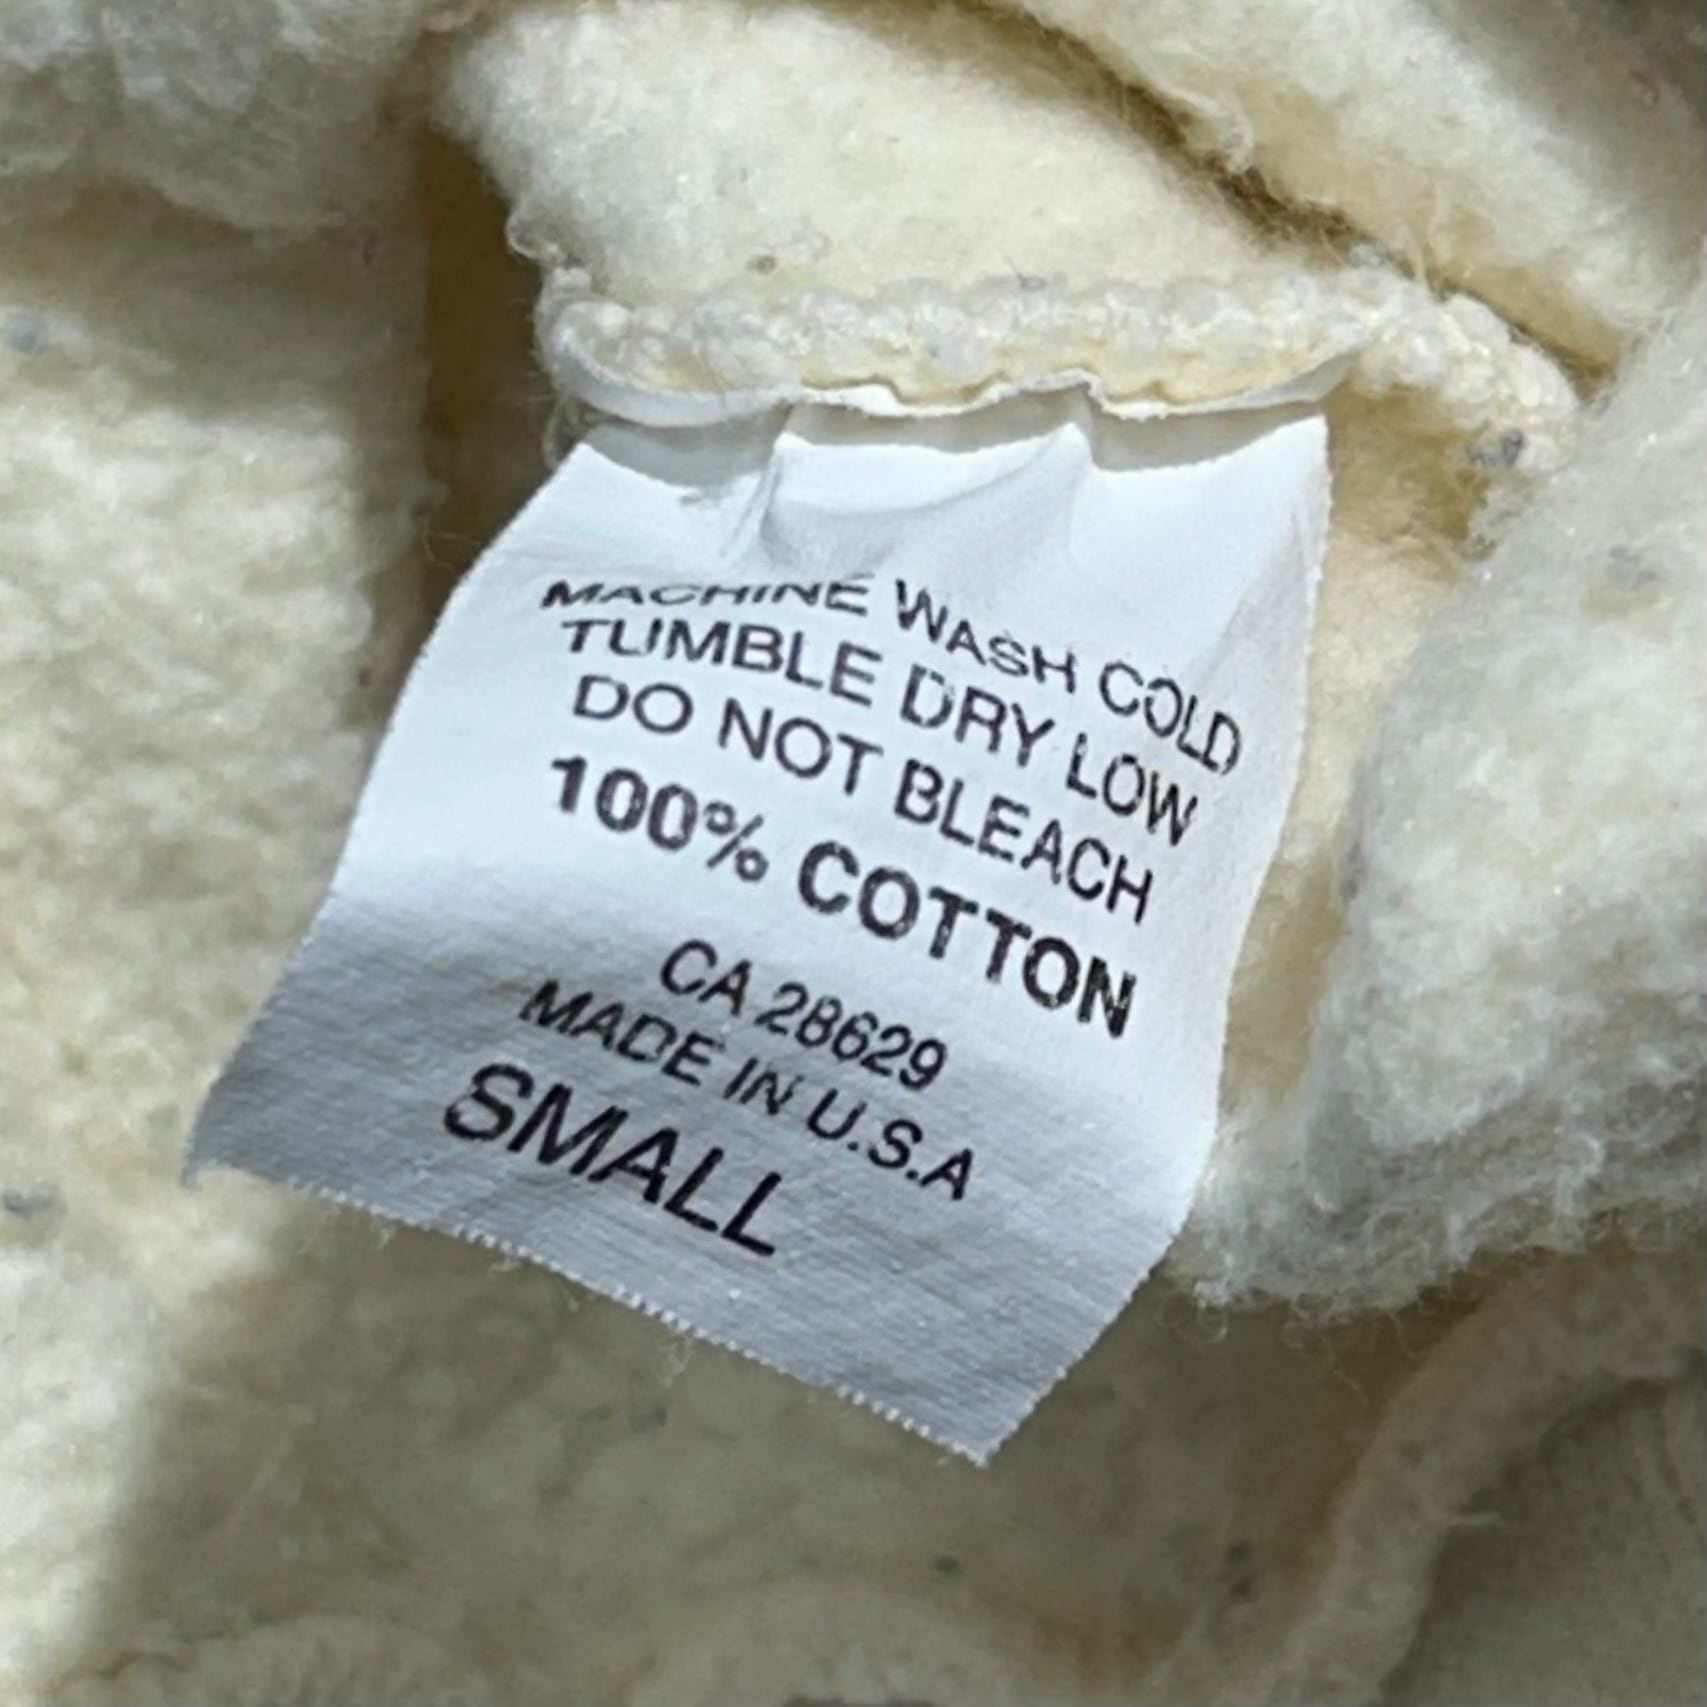 MACHINE WASH COLD
TUMBLE DRY LOW
DO NOT BLEACH
100% COTTON
CA 28629
MADE IN U.S.A
SMALL